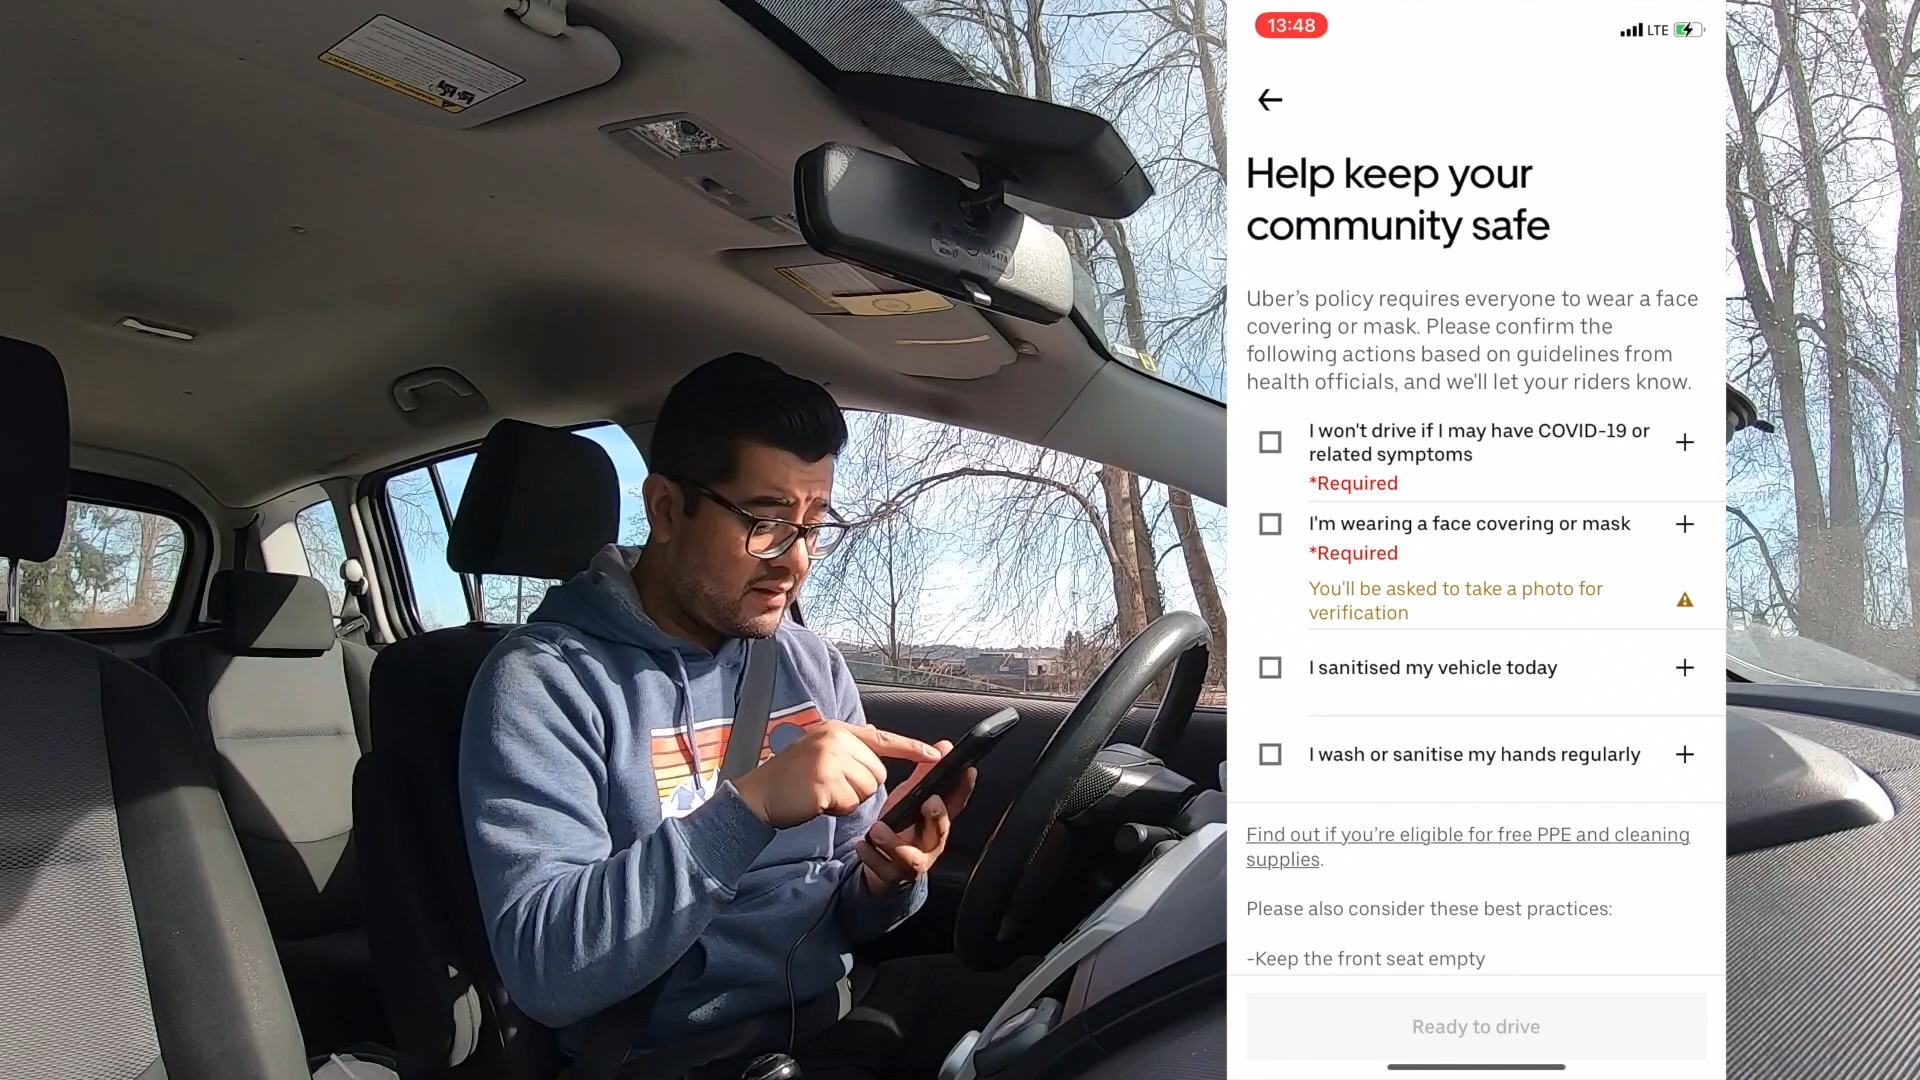 13:48
LTE
Help keep your
community safe
Uber's policy requires everyone to wear a face
covering or mask. Please confirm the
following actions based on guidelines from
health officials, and we'll let your riders know.
I won't drive if I may have COVID-19 or
related symptoms
*Required
I'm wearing a face covering or mask
*Required
You'll be asked to take a photo for
verification
I sanitised my vehicle today
I wash or sanitise my hands regularly
Find out if you're eligible for free PPE and cleaning
supplies.
Please also consider these best practices:
-Keep the front seat empty
Ready to drive
WARNING